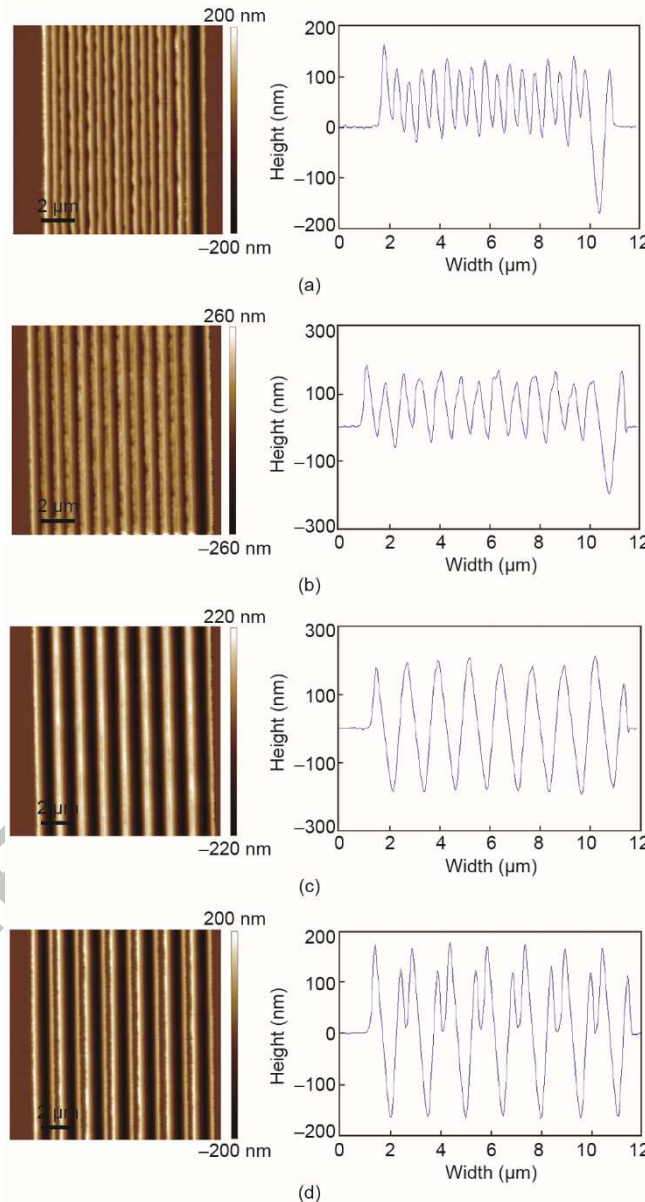 200 nm
2 µm
–200 nm
Height (nm)
200
100
0
–100
–200
0 2 4 6 8 10 12
Width (µm)
(a)
260 nm
2 µm
–260 nm
Height (nm)
300
100
–100
–300
0 2 4 6 8 10 12
Width (µm)
(b)
220 nm
2 µm
–220 nm
Height (nm)
300
100
–100
–300
0 2 4 6 8 10 12
Width (µm)
(c)
200 nm
2 µm
–200 nm
Height (nm)
200
100
0
–100
–200
0 2 4 6 8 10 12
Width (µm)
(d)